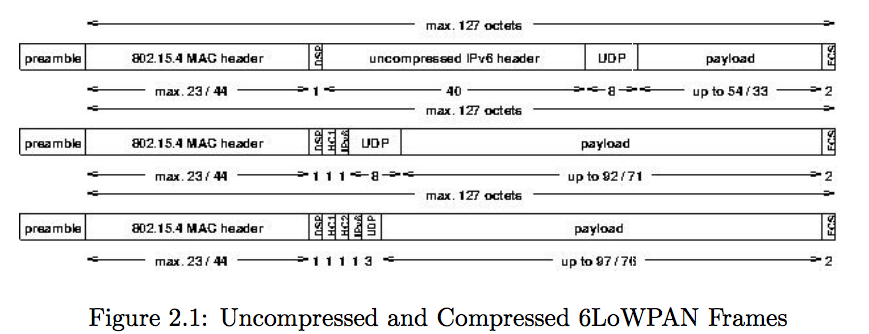 max. 127 octets
preamble 802.15.4 MAC header DSP uncompressed IPv6 header UDP payload FCS
max. 23 / 44 1 40 8 up to 54 / 33 2
max. 127 octets
preamble 802.15.4 MAC header DSP HC1 IPv6 UDP payload FCS
max. 23 / 44 1 1 1 8 up to 92 / 71 2
max. 127 octets
preamble 802.15.4 MAC header DSP HC1 HC2 IPv6 UDP payload FCS
max. 23 / 44 1 1 1 1 3 up to 97 / 76 2
Figure 2.1: Uncompressed and Compressed 6LoWPAN Frames